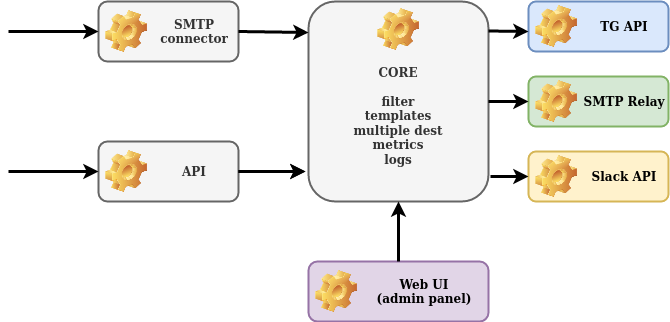 SMTP
connector
API
CORE
filter
templates
multiple dest
metrics
logs
TG API
SMTP Relay
Slack API
Web UI
(admin panel)